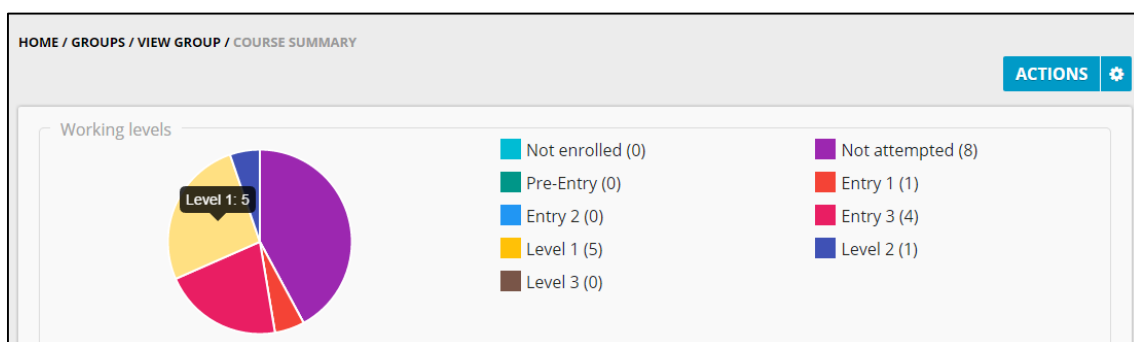 HOME / GROUPS / VIEW GROUP / COURSE SUMMARY
ACTIONS
Working levels
Level 1: 5
Not enrolled (0)
Not attempted (8)
Pre-Entry (0)
Entry 1 (1)
Entry 2 (0)
Entry 3 (4)
Level 1 (5)
Level 2 (1)
Level 3 (0)